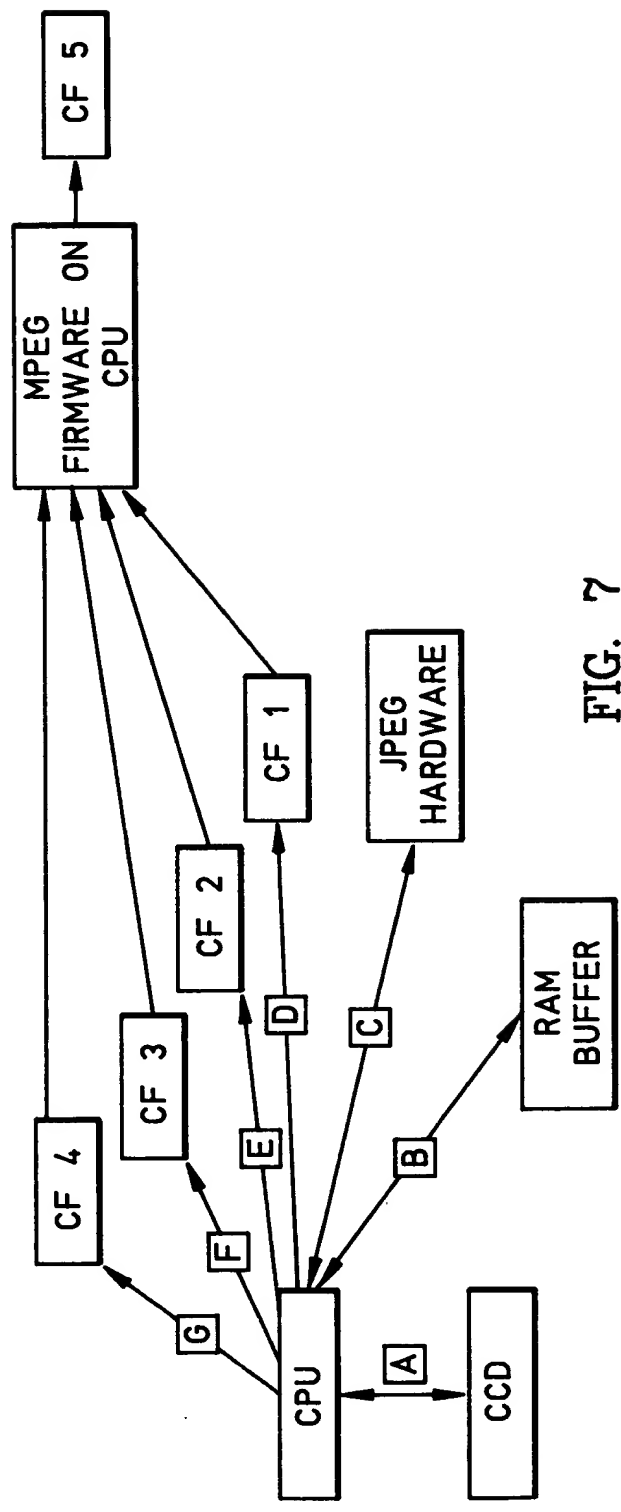 CF 5
MPEG
FIRMWARE ON
CPU
CF 4
CF 3
CF 2
CF 1
JPEG
HARDWARE
RAM
BUFFER
G
F
E
D
C
B
CPU
A
CCD
FIG. 7